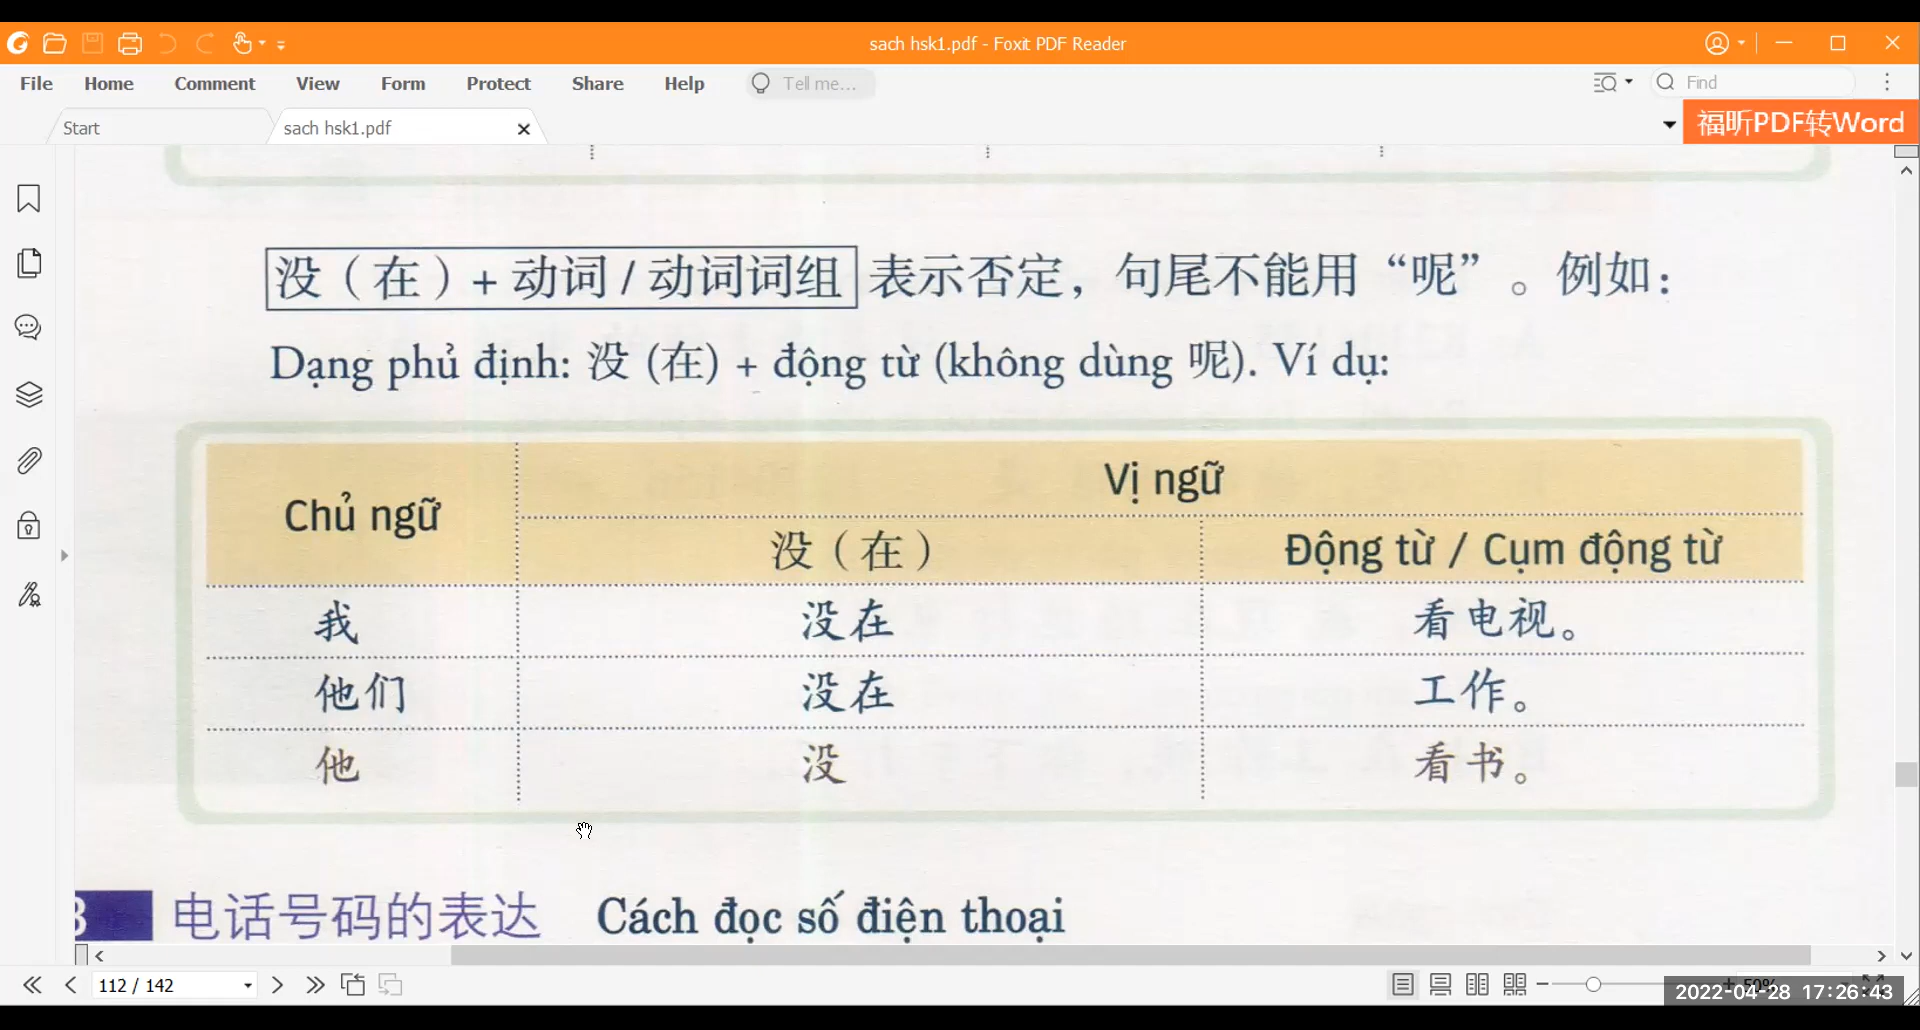 sach hsk1.pdf - Foxit PDF Reader
File Home Comment View Form Protect Share Help Tell me... Find
Start sach hsk1.pdf 福昕PDF转Word
没（在）+ 动词 / 动词词组 表示否定，句尾不能用“呢”。例如：
Dạng phủ định: 没 (在) + động từ (không dùng 呢). Ví dụ:
Chủ ngữ Vị ngữ
没（在） Động từ / Cụm động từ
我 没在 看电视。
他们 没在 工作。
他 没 看书。
3 电话号码的表达 Cách đọc số điện thoại
112 / 142
2022-04-28 17:26:43